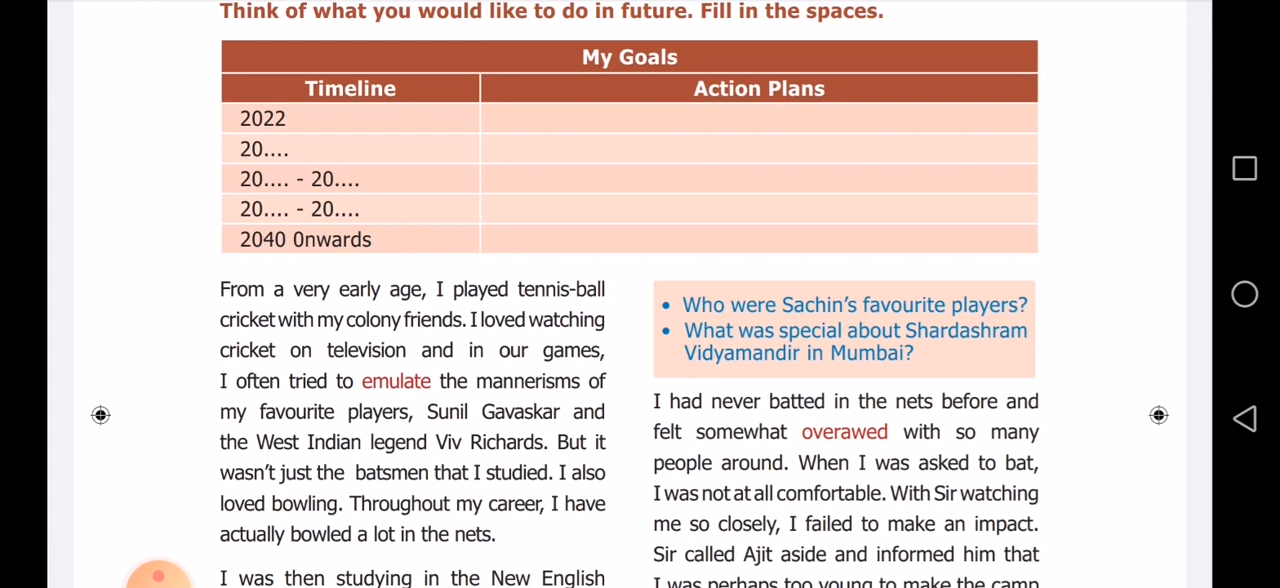 Think of what you would like to do in future. Fill in the spaces.
My Goals
Timeline
Action Plans
2022
20....
20.... - 20....
20.... - 20....
2040 0nwards
From a very early age, I played tennis-ball
cricket with my colony friends. I loved watching
cricket on television and in our games,
I often tried to emulate the mannerisms of
my favourite players, Sunil Gavaskar and
the West Indian legend Viv Richards. But it
wasn't just the batsmen that I studied. I also
loved bowling. Throughout my career, I have
actually bowled a lot in the nets.
I was then studying in the New English
• Who were Sachin's favourite players?
• What was special about Shardashram
Vidyamandir in Mumbai?
I had never batted in the nets before and
felt somewhat overawed with so many
people around. When I was asked to bat,
I was not at all comfortable. With Sir watching
me so closely, I failed to make an impact.
Sir called Ajit aside and informed him that
I was perhaps too young to make the camp